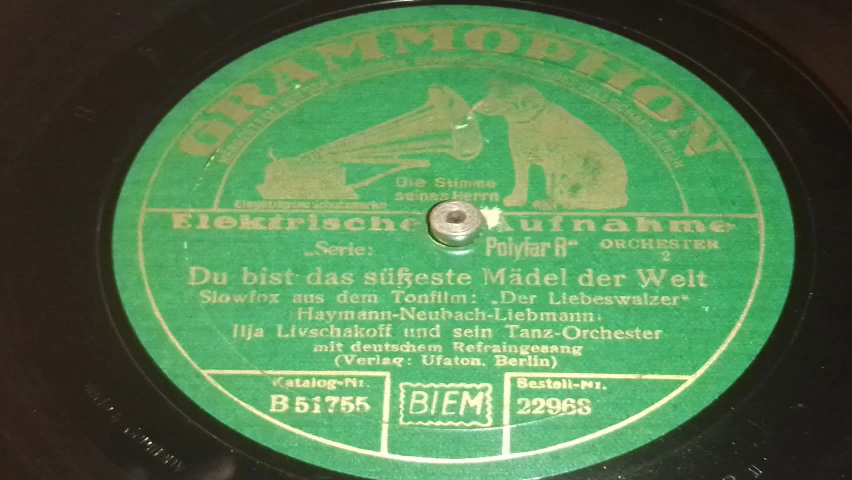 GRAMMOPHON
Die Stimme
seines Herrn
Eingetragene Schutzmarke
Elektrische Aufnahme
„Serie: Polyfar R" ORCHESTER
2
Du bist das süßeste Mädel der Welt
Slowfox aus dem Tonfilm: „Der Liebeswalzer"
Haymann-Neubach-Liebmann
Ilja Livschakoff und sein Tanz-Orchester
mit deutschem Refraingesang
(Verlag: Ufaton, Berlin)
Katalog-Nr.
B 51755
BIEM
Bestell-Nr.
22968